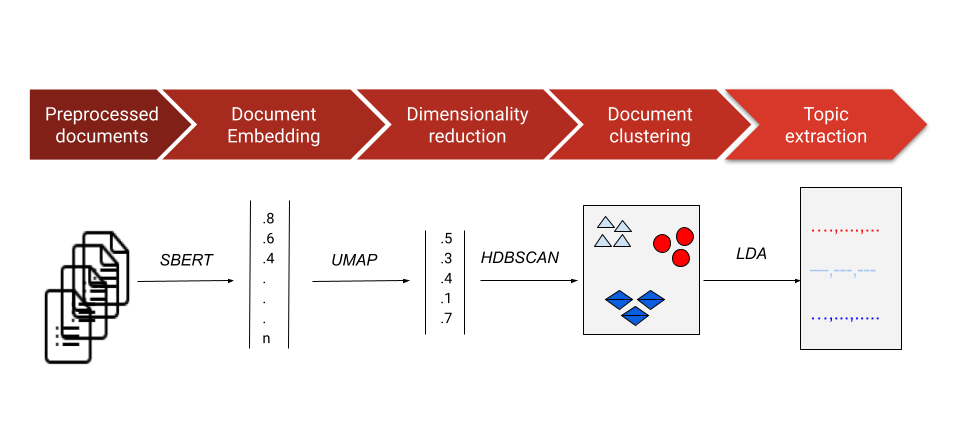 Preprocessed
documents
Document
Embedding
Dimensionality
reduction
Document
clustering
Topic
extraction
SBERT
.8
.6
.4
.
.
.
n
UMAP
.5
.3
.4
.1
.7
HDBSCAN
LDA